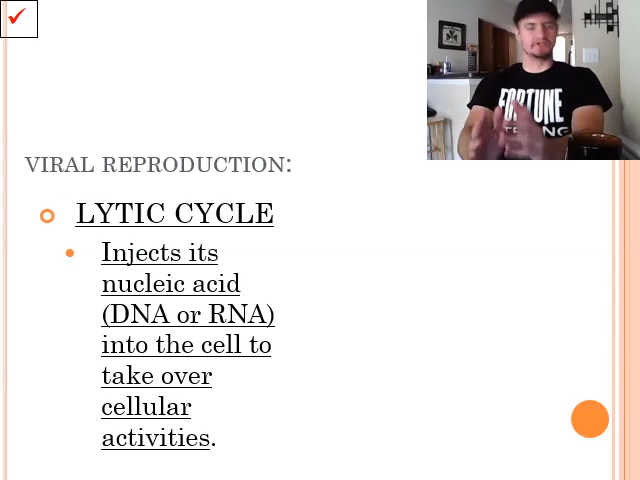 FORTUNE
VIRAL REPRODUCTION:
LYTIC CYCLE
Injects its
nucleic acid
(DNA or RNA)
into the cell to
take over
cellular
activities.